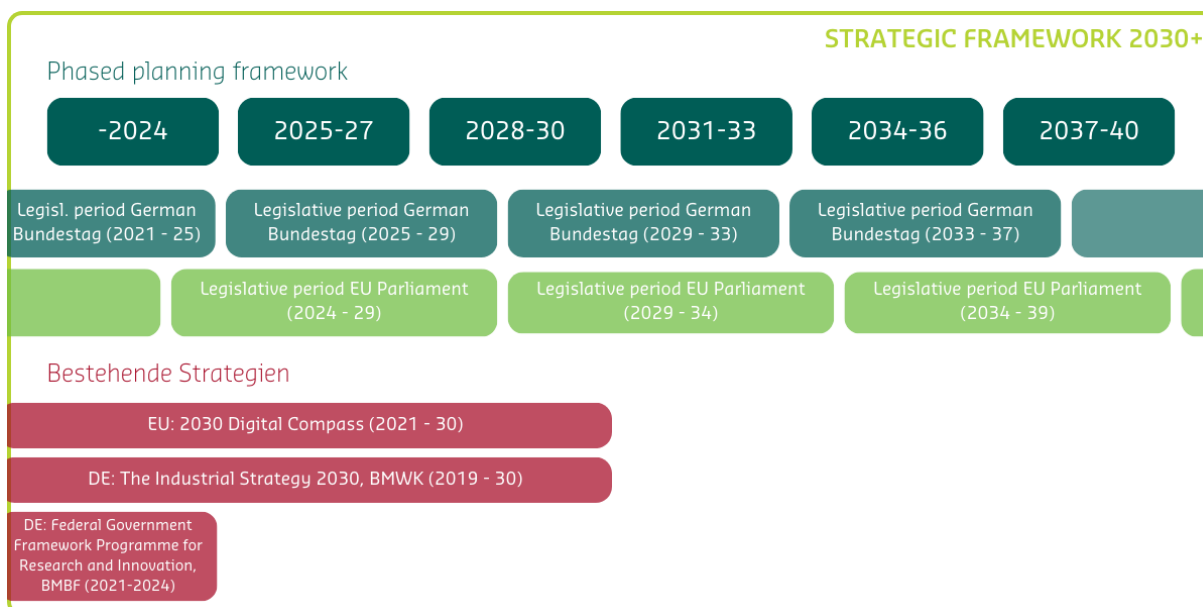 STRATEGIC FRAMEWORK 2030+
Phased planning framework
-2024
2025-27
2028-30
2031-33
2034-36
2037-40
Legisl. period German
Bundestag (2021 - 25)
Legislative period German
Bundestag (2025 - 29)
Legislative period German
Bundestag (2029 - 33)
Legislative period German
Bundestag (2033 - 37)
Legislative period EU Parliament
(2024 - 29)
Legislative period EU Parliament
(2029 - 34)
Legislative period EU Parliament
(2034 - 39)
Bestehende Strategien
EU: 2030 Digital Compass (2021 - 30)
DE: The Industrial Strategy 2030, BMWK (2019 - 30)
DE: Federal Government
Framework Programme for
Research and Innovation,
BMBF (2021-2024)